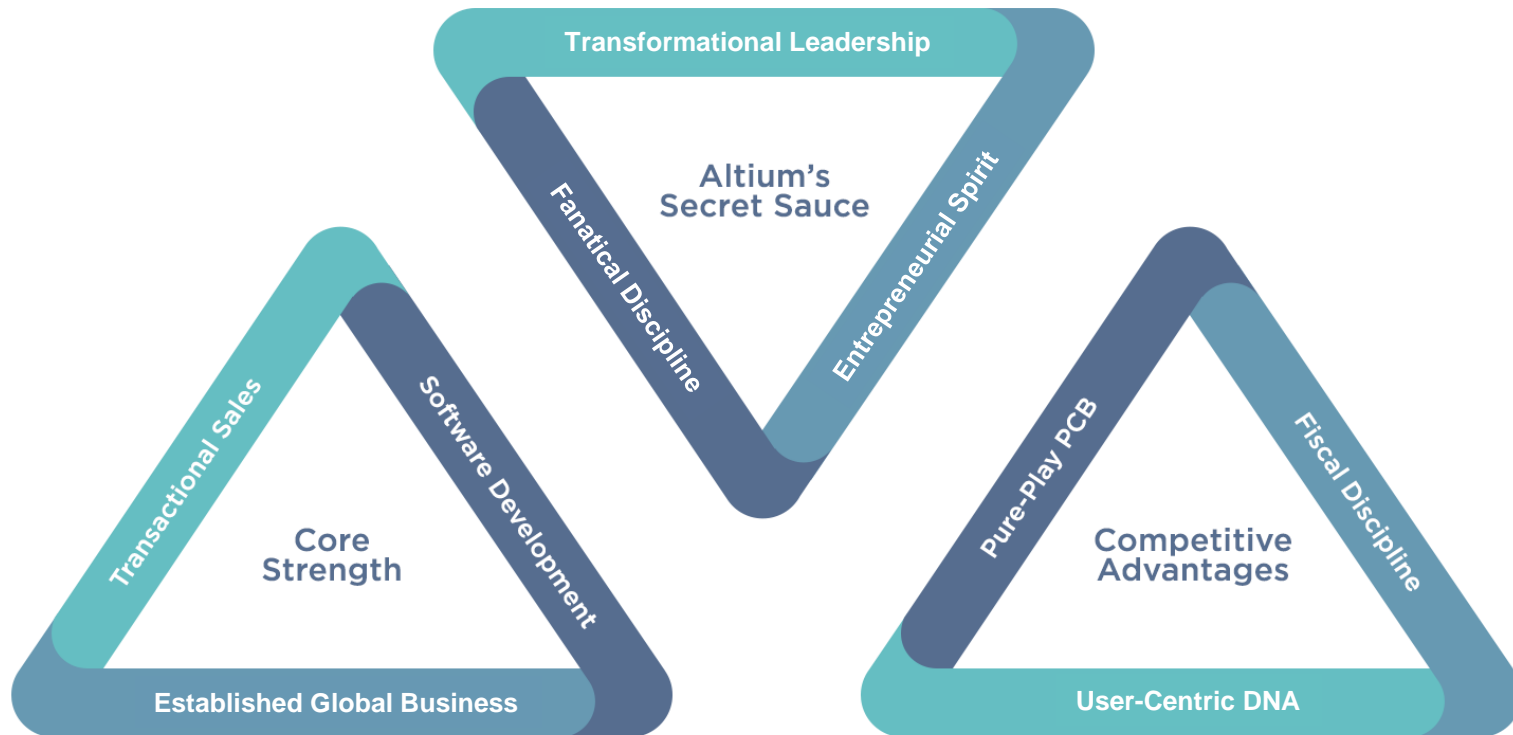 Transformational Leadership
Fanatical Discipline
Altium’s
Secret Sauce
Entrepreneurial Spirit
Transactional Sales
Core
Strength
Software Development
Established Global Business
Pure-Play PCB
Competitive
Advantages
Fiscal Discipline
User-Centric DNA